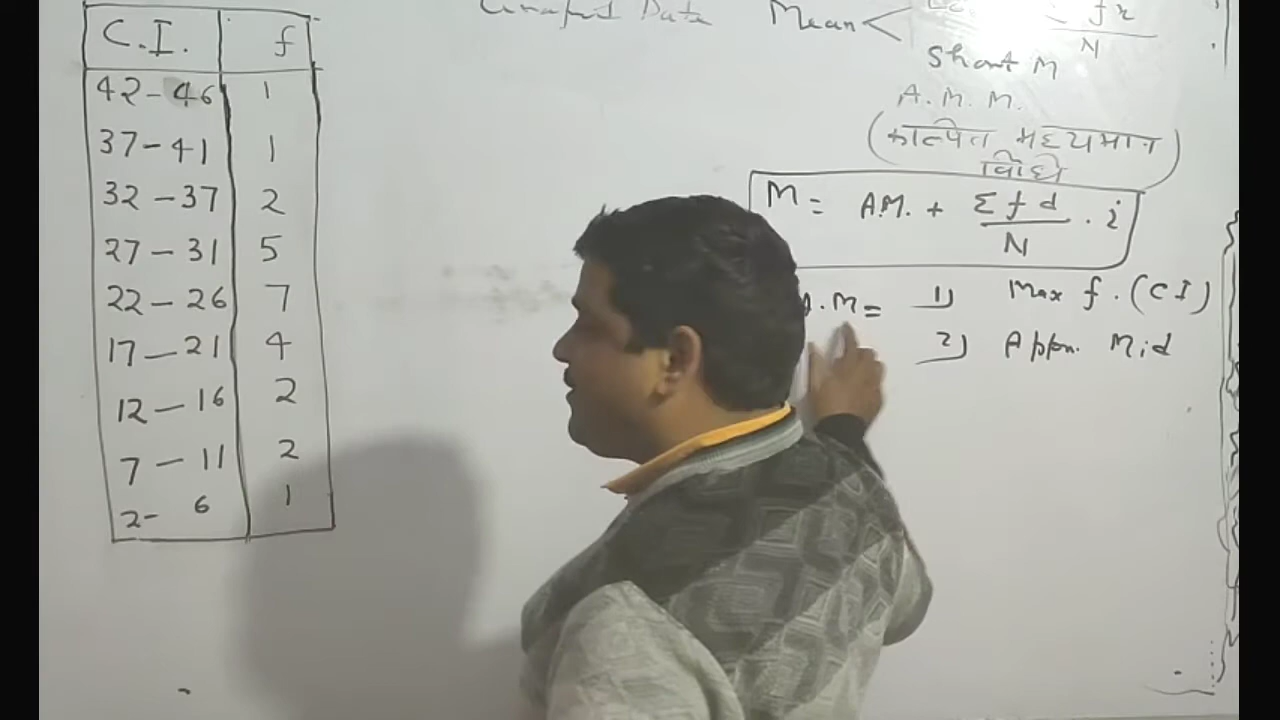 Data Mean <
fx
N
Short M
A.M.M.
(कल्पित मध्यमान
विधि)
M = A.M. + Σfd / N . i
.M = 1) Max f. (CI)
2) Mid
C.I. f
42 - 46 1
37 - 41 1
32 - 37 2
27 - 31 5
22 - 26 7
17 - 21 4
12 - 16 2
7 - 11 2
2 - 6 1